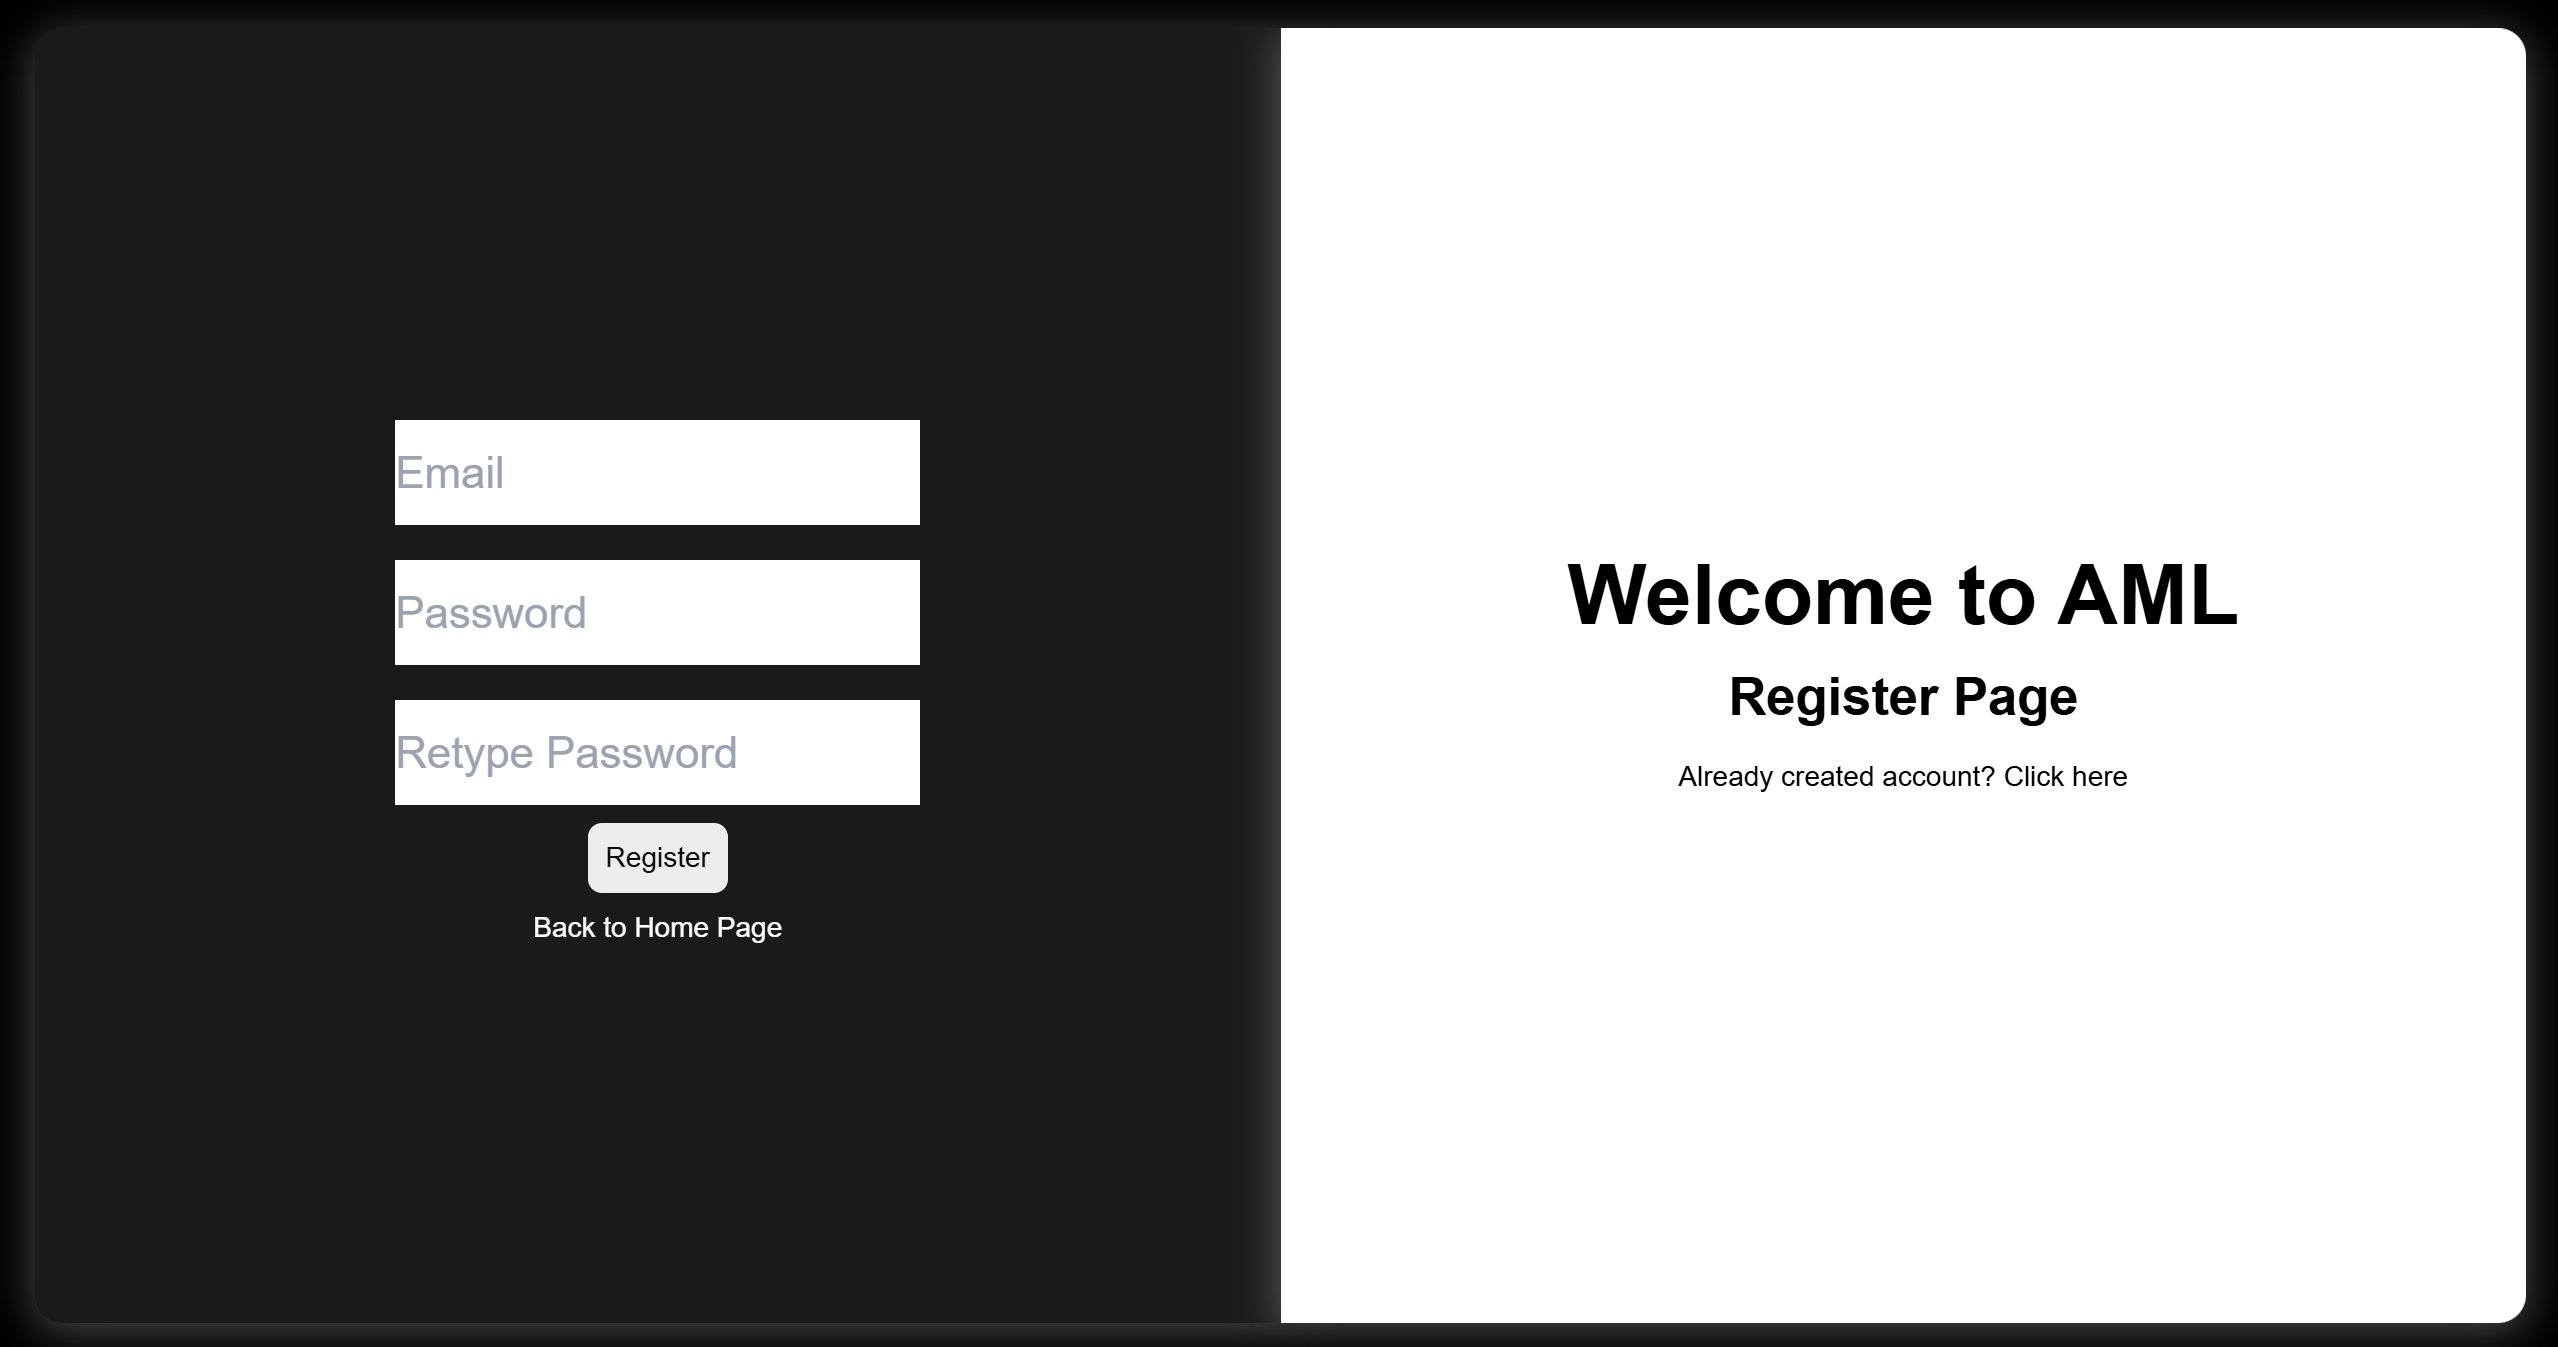 Email
Password
Retype Password
Register
Back to Home Page
Welcome to AML
Register Page
Already created account? Click here